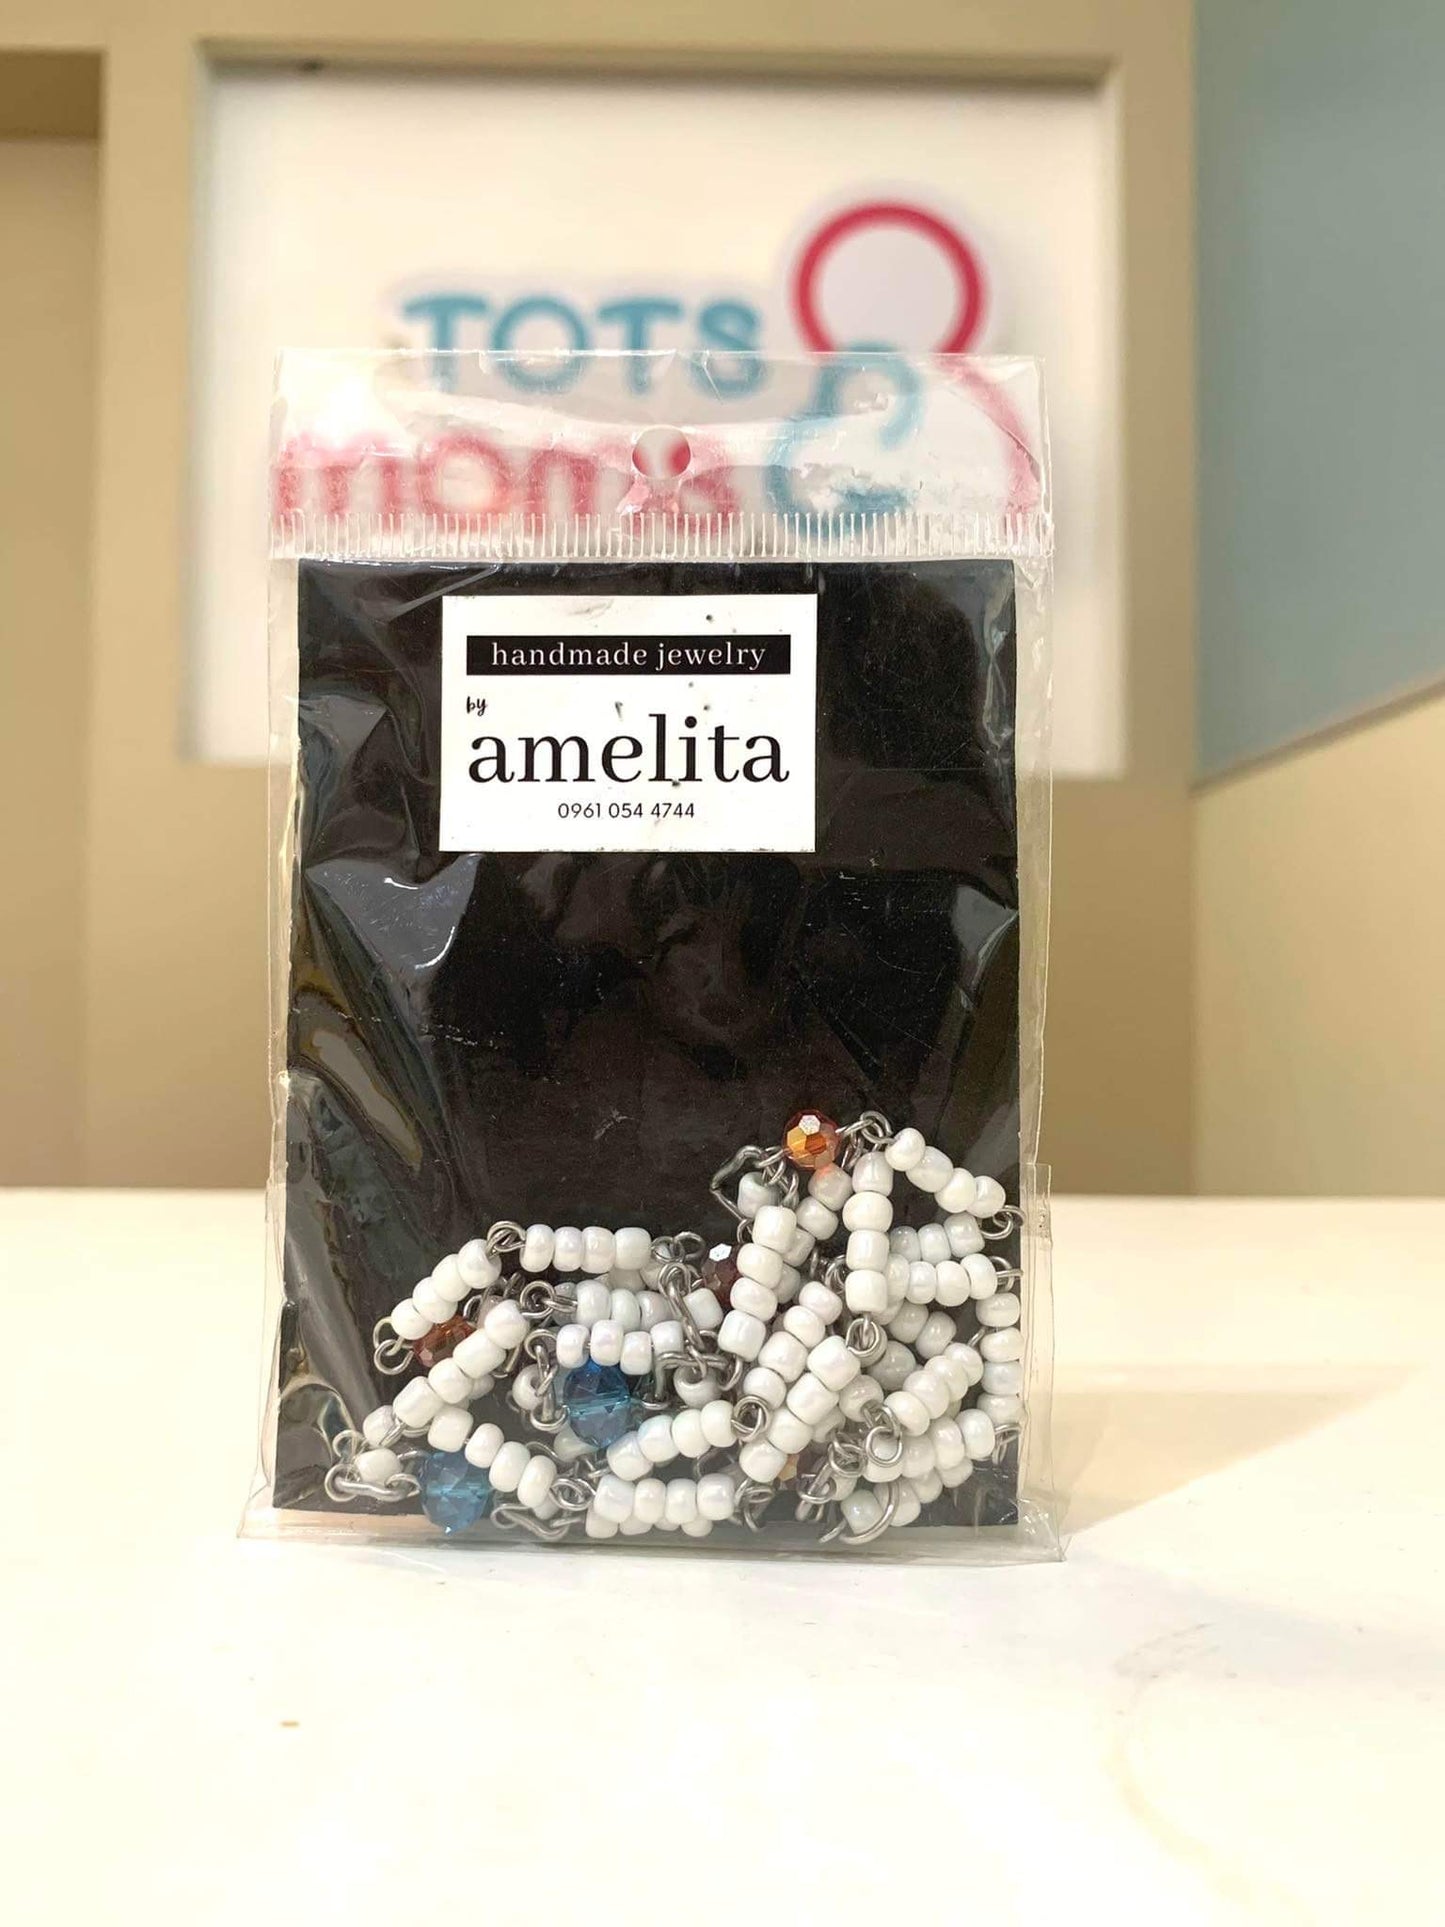 TOTS &
mom's
handmade jewelry
by
amelita
0961 054 4744